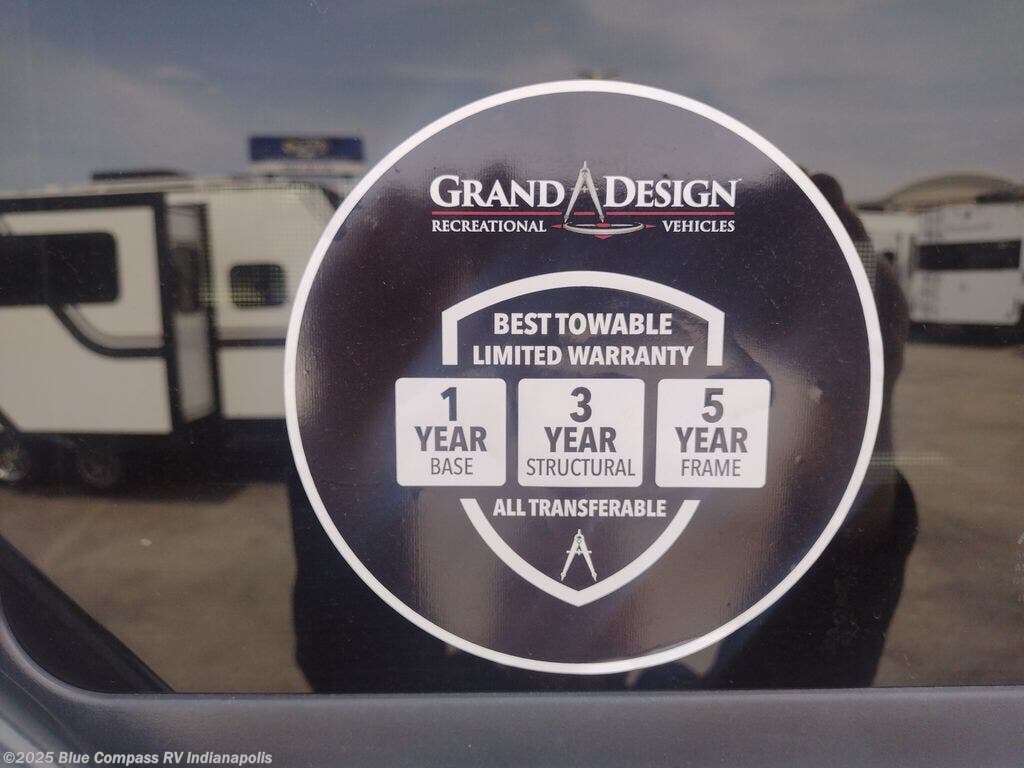 GRAND DESIGN
RECREATIONAL VEHICLES
BEST TOWABLE
LIMITED WARRANTY
1 YEAR BASE
3 YEAR STRUCTURAL
5 YEAR FRAME
ALL TRANSFERABLE
©2025 Blue Compass RV Indianapolis